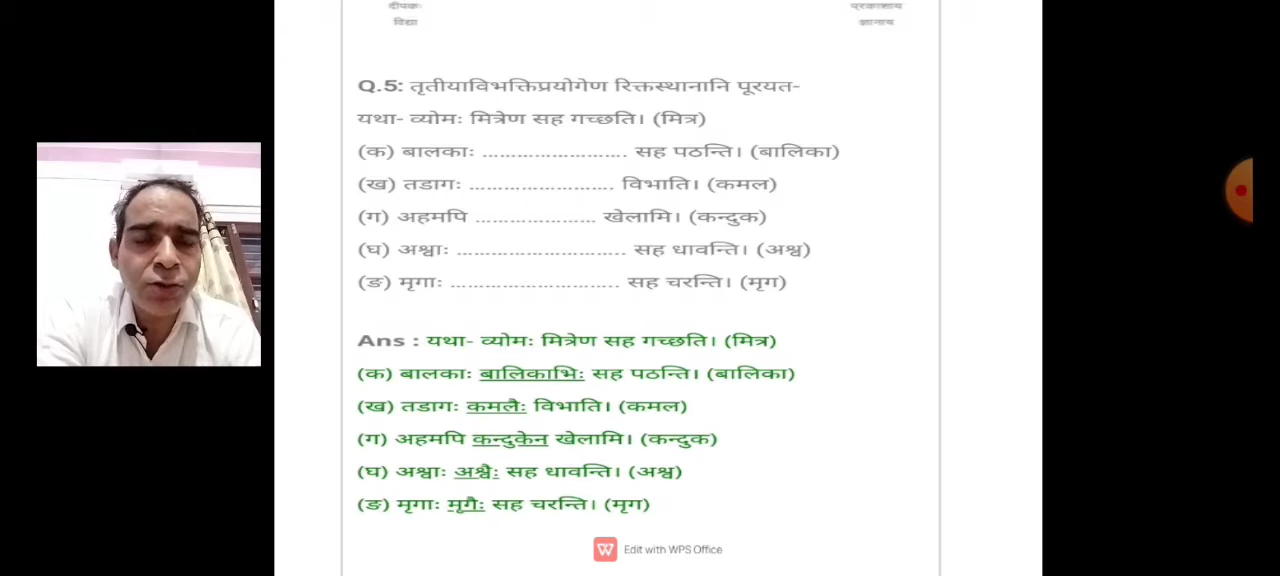 दीपकः प्रकाशाय
विद्या ज्ञानाय
Q.5: तृतीयाविभक्तिप्रयोगेण रिक्तस्थानानि पूरयत-
यथा- व्योमः मित्रेण सह गच्छति। (मित्र)
(क) बालकाः ......................... सह पठन्ति। (बालिका)
(ख) तडागः ......................... विभाति। (कमल)
(ग) अहमपि ..................... खेलामि। (कन्दुक)
(घ) अश्वाः ............................. सह धावन्ति। (अश्व)
(ङ) मृगाः ............................. सह चरन्ति। (मृग)
Ans : यथा- व्योमः मित्रेण सह गच्छति। (मित्र)
(क) बालकाः बालिकाभिः सह पठन्ति। (बालिका)
(ख) तडागः कमलैः विभाति। (कमल)
(ग) अहमपि कन्दुकेन खेलामि। (कन्दुक)
(घ) अश्वाः अश्वैः सह धावन्ति। (अश्व)
(ङ) मृगाः मृगैः सह चरन्ति। (मृग)
W Edit with WPS Office